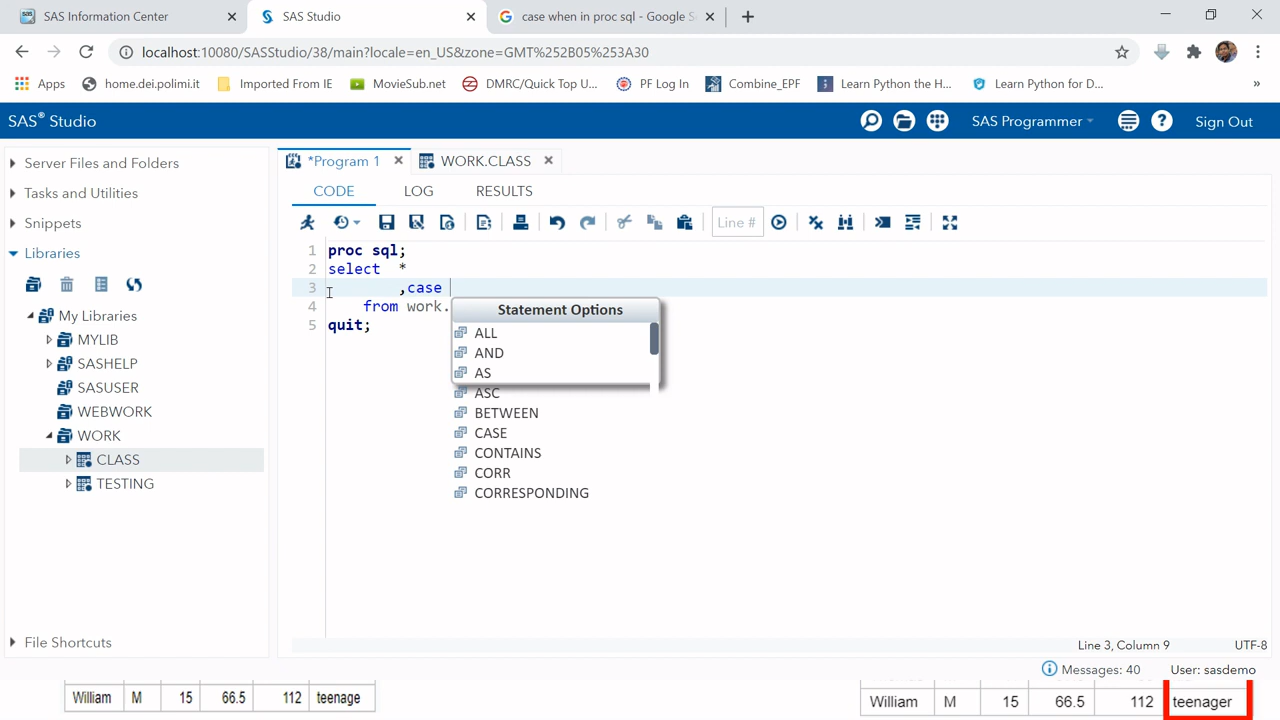 SAS Information Center
SAS Studio
case when in proc sql - Google S
localhost:10080/SASStudio/38/main?locale=en_US&zone=GMT%252B05%253A30
Apps home.dei.polimi.it Imported From IE MovieSub.net DMRC/Quick Top U... PF Log In Combine_EPF Learn Python the H... Learn Python for D... »
SAS® Studio SAS Programmer Sign Out
Server Files and Folders
Tasks and Utilities
Snippets
Libraries
My Libraries
MYLIB
SASHELP
SASUSER
WEBWORK
WORK
CLASS
TESTING
File Shortcuts
*Program 1 WORK.CLASS
CODE LOG RESULTS
Line #
1 proc sql;
2 select *
3 ,case
4 from work.
5 quit;
Statement Options
ALL
AND
AS
ASC
BETWEEN
CASE
CONTAINS
CORR
CORRESPONDING
Line 3, Column 9 UTF-8
Messages: 40 User: sasdemo
William M 15 66.5 112 teenage
William M 15 66.5 112 teenager